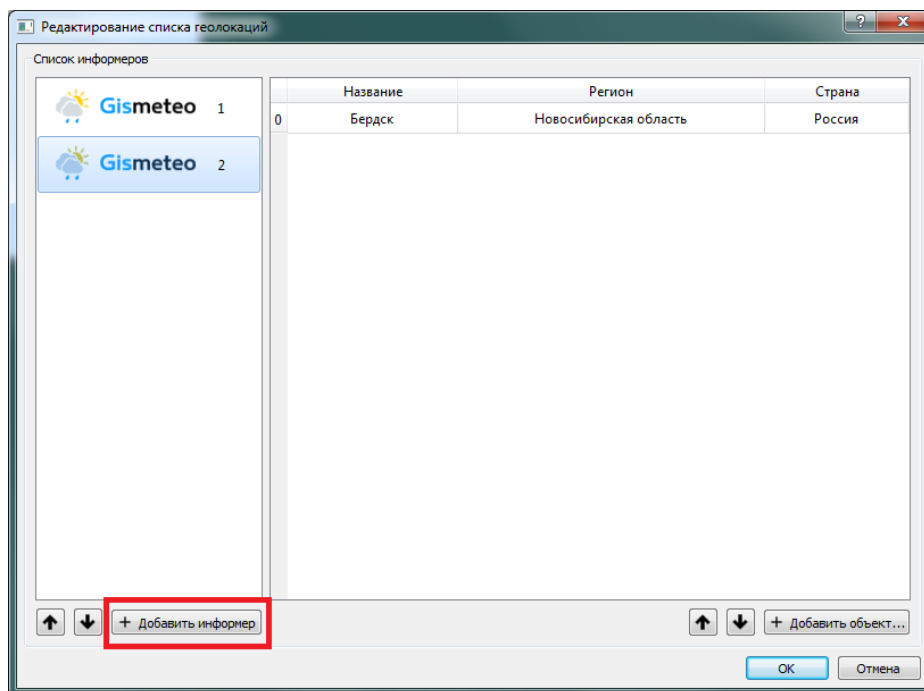 Редактирование списка геолокаций
?
x
Список информеров
Gismeteo 1
Gismeteo 2
Название Регион Страна
0 Бердск Новосибирская область Россия
+ Добавить информер
+ Добавить объект...
OK Отмена